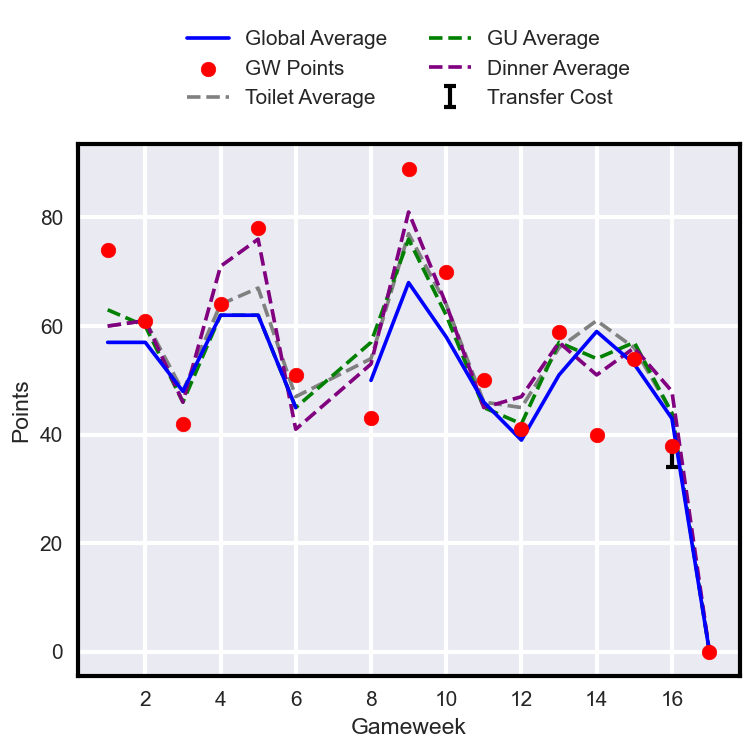 Global Average
GW Points
Toilet Average
GU Average
Dinner Average
Transfer Cost
80
60
40
20
0
Points
2 4 6 8 10 12 14 16
Gameweek